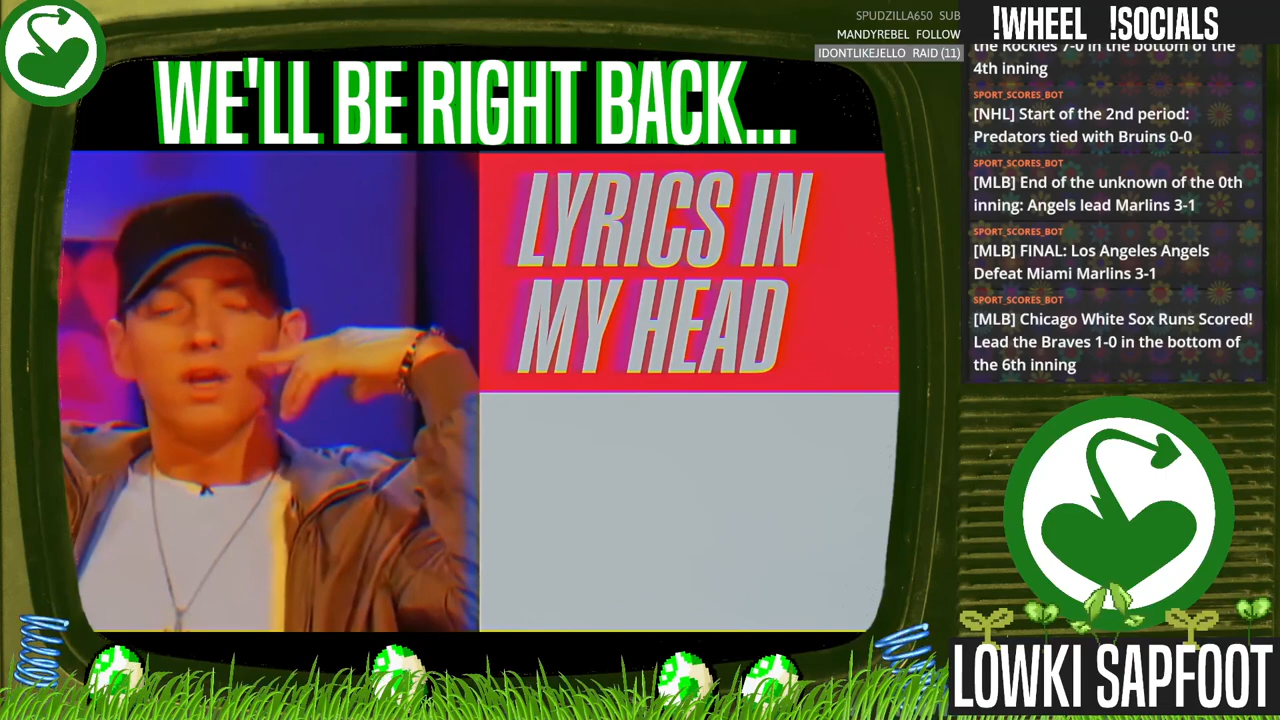 SPUDZILLA650 SUB
MANDYREBEL FOLLOW
IDONTLIKEJELLO RAID (11)
!WHEEL !SOCIALS
WE'LL BE RIGHT BACK...
LYRICS IN
MY HEAD
the Rockies 7-0 in the bottom of the
4th inning
SPORT_SCORES_BOT
[NHL] Start of the 2nd period:
Predators tied with Bruins 0-0
SPORT_SCORES_BOT
[MLB] End of the unknown of the 0th
inning: Angels lead Marlins 3-1
SPORT_SCORES_BOT
[MLB] FINAL: Los Angeles Angels
Defeat Miami Marlins 3-1
SPORT_SCORES_BOT
[MLB] Chicago White Sox Runs Scored!
Lead the Braves 1-0 in the bottom of
the 6th inning
LOWKI SAPFOOT